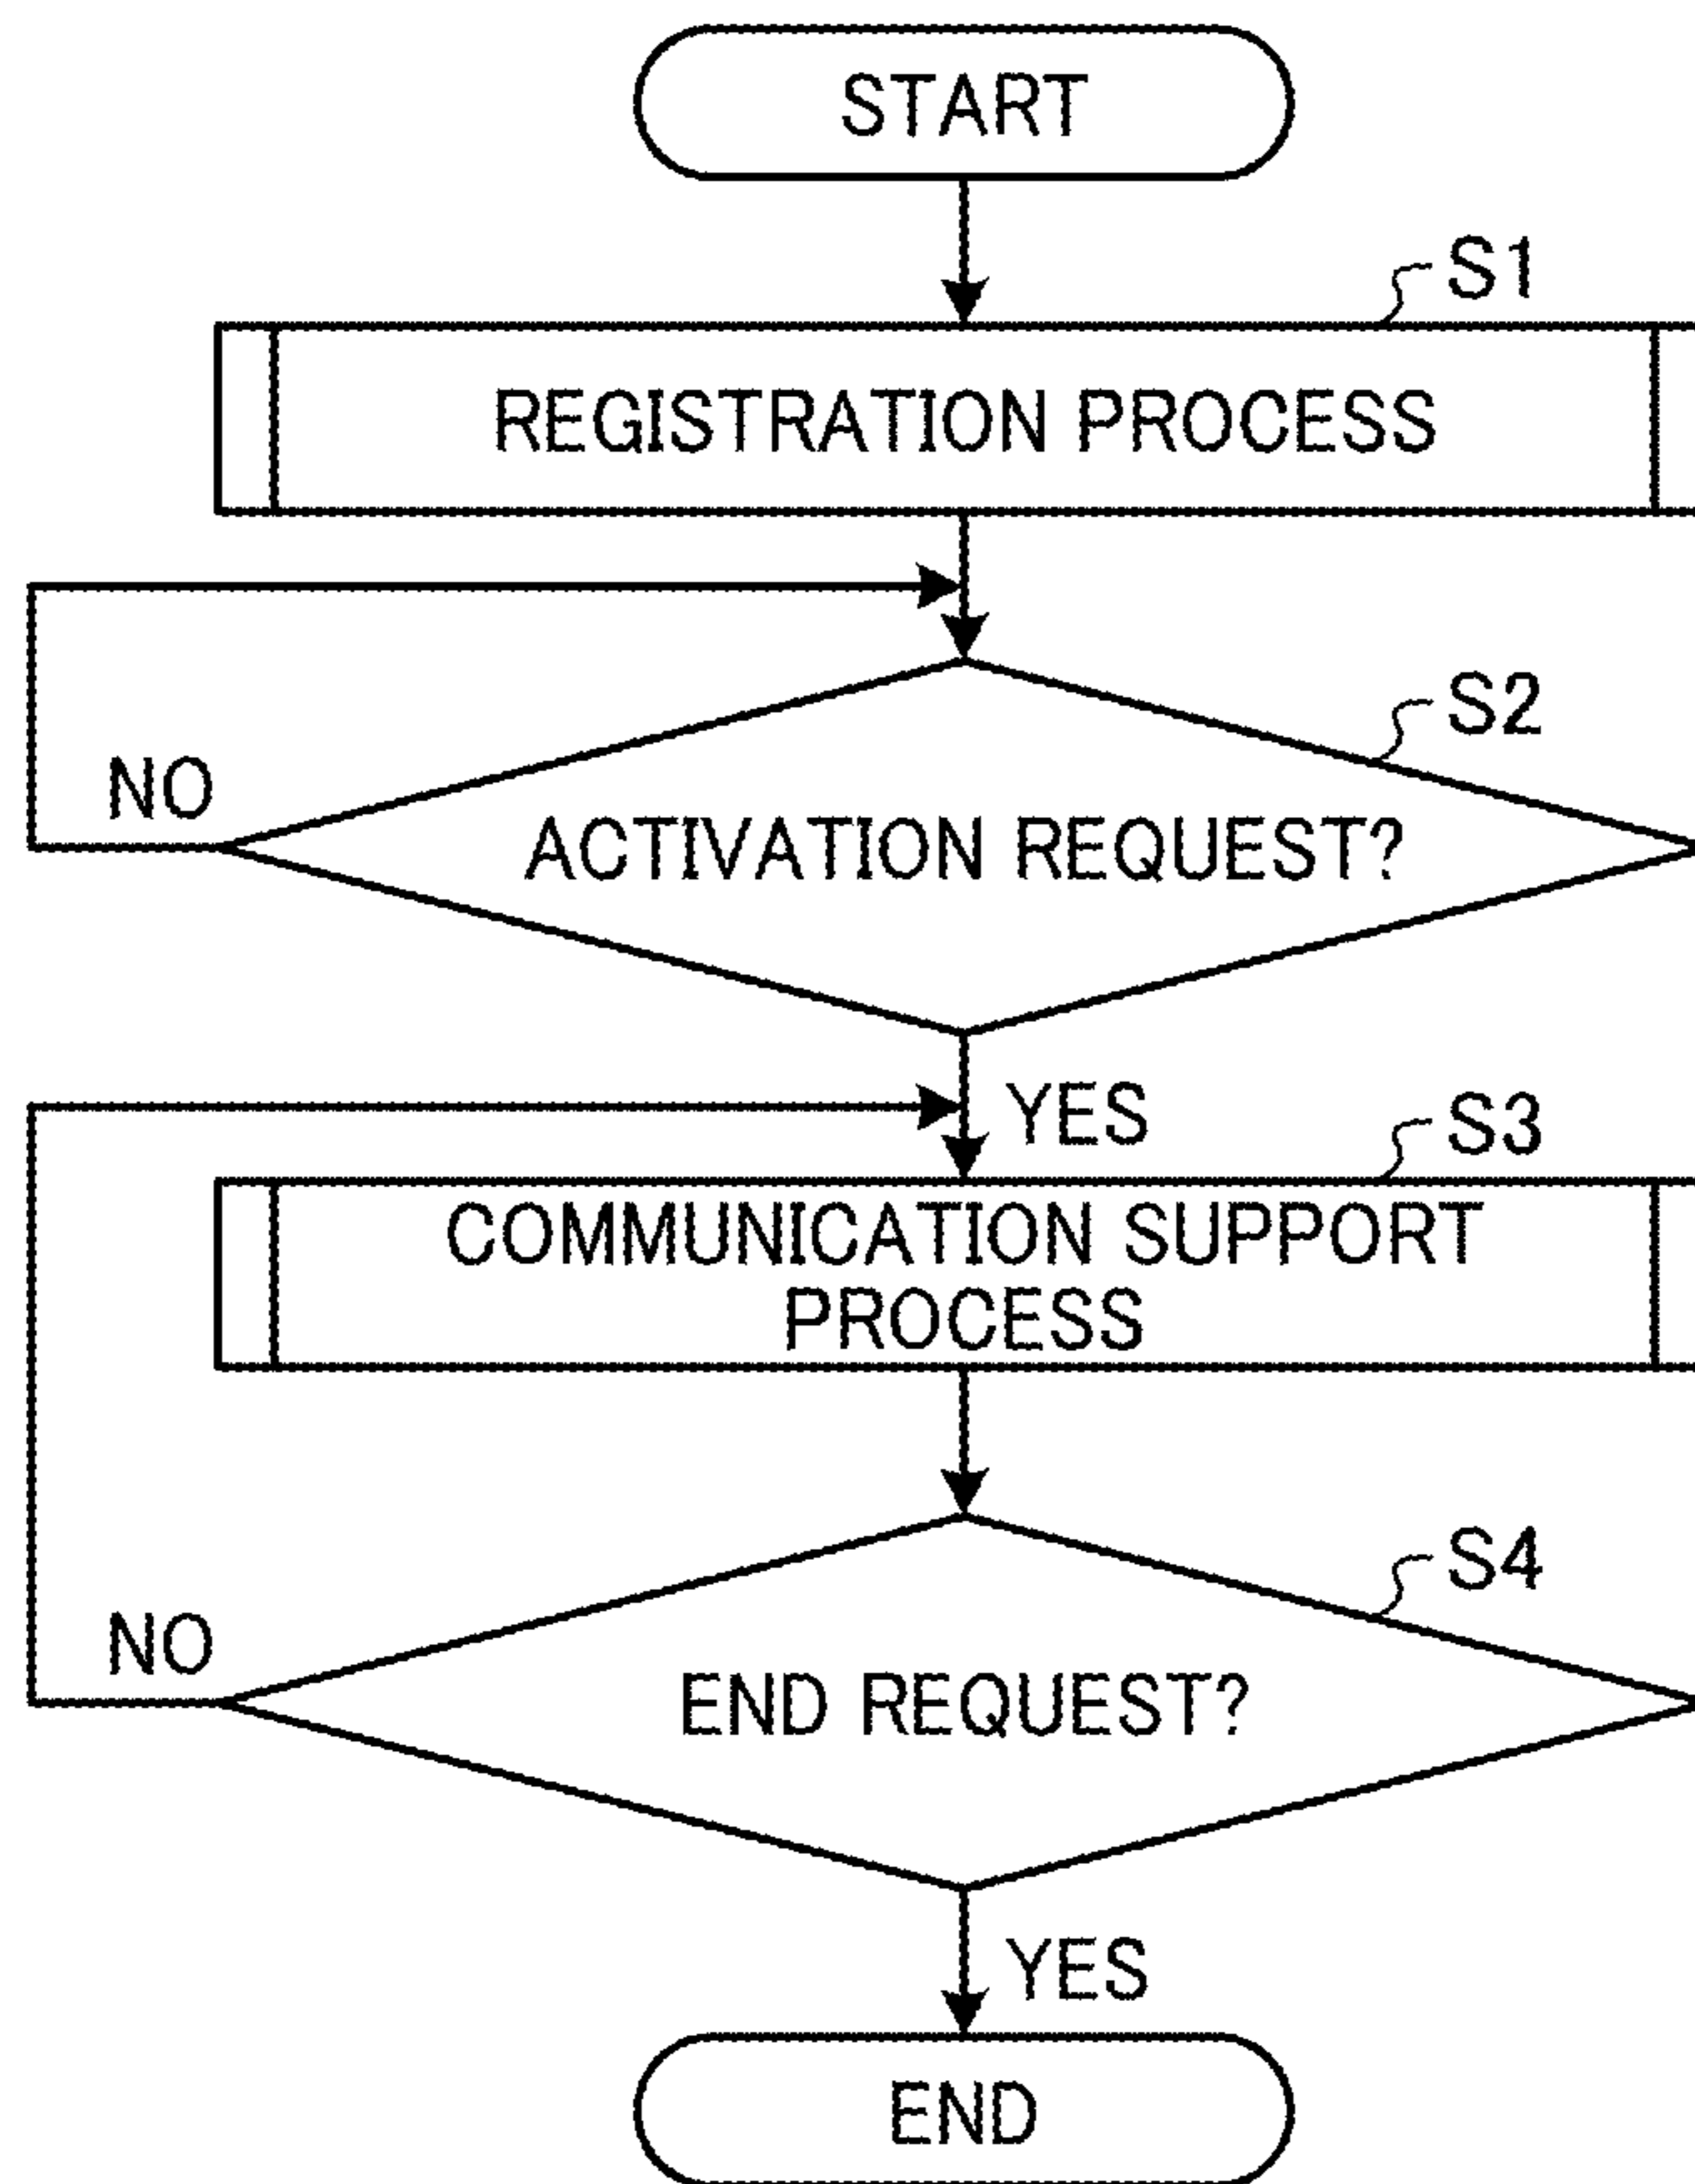 START
S1
REGISTRATION PROCESS
S2
NO
ACTIVATION REQUEST?
YES
S3
COMMUNICATION SUPPORT
PROCESS
S4
NO
END REQUEST?
YES
END